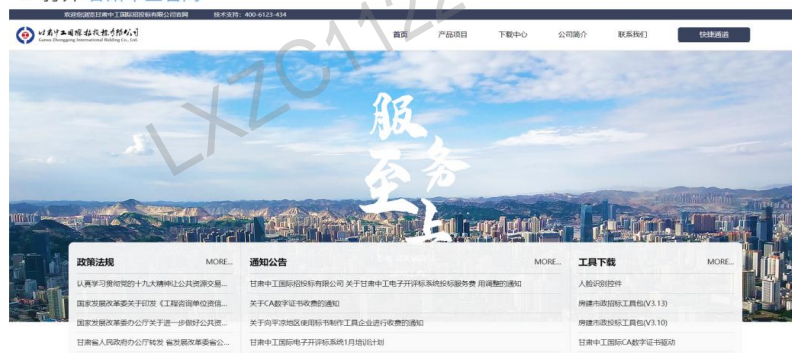 欢迎您浏览甘肃中工国际招投标有限公司官网 技术支持：400-6123-434
甘肃中工国际招投标有限公司
Gansu Zhonggong International Bidding Co., Ltd.
首页 产品项目 下载中心 公司简介 联系我们 快捷通道
LXZC1122
服务
至上
政策法规 MORE... 通知公告 MORE... 工具下载 MORE...
认真学习贯彻党的十九大精神让公共资源交易... 甘肃中工国际招投标有限公司 关于甘肃中工电子开评标系统投标服务费 用调整的通知 人脸识别控件
国家发展改革委关于印发《工程咨询单位资信... 关于CA数字证书收费的通知 房建市政招标工具包(V3.13)
国家发展改革委办公厅关于进一步做好公共资... 关于向平凉地区使用标书制作工具企业进行收费的通知 房建市政投标工具包(V3.10)
甘肃省人民政府办公厅转发 省发展改革委省公... 甘肃中工国际电子开评标系统1月培训计划 甘肃中工国际CA数字证书驱动